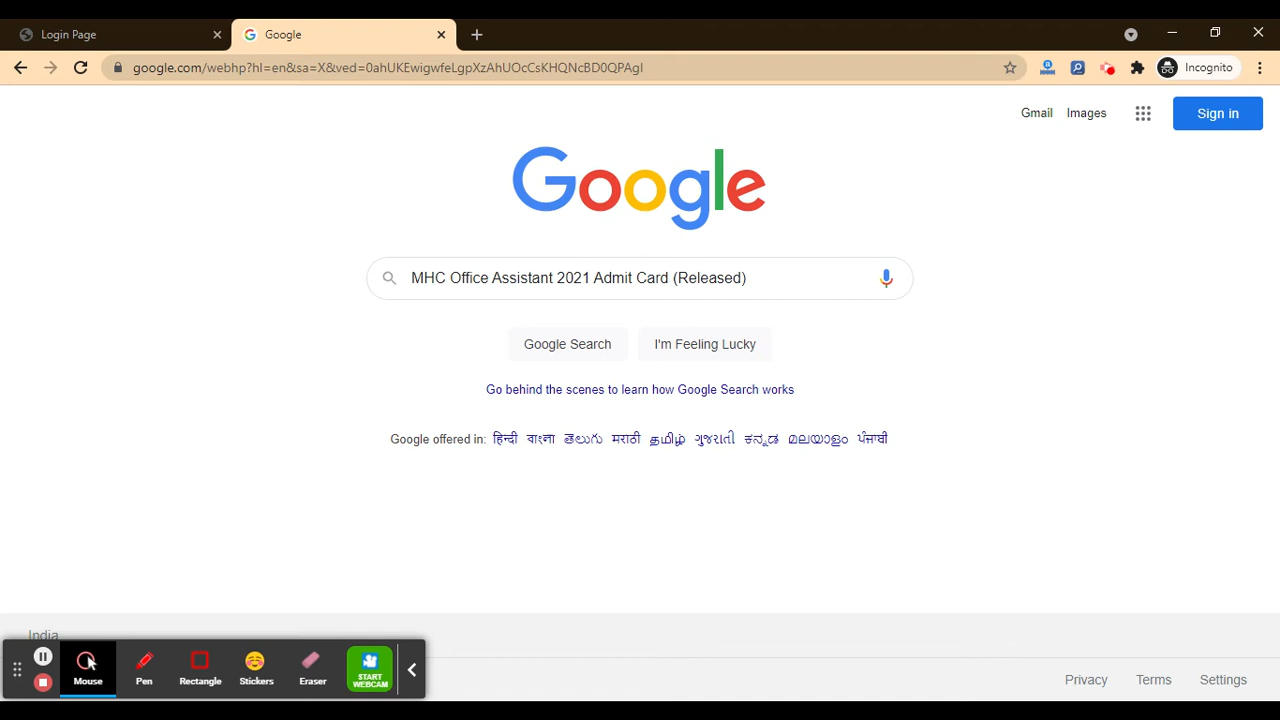 Login Page
Google
google.com/webhp?hl=en&sa=X&ved=0ahUKEwigwfeLgpXzAhUOcCsKHQNcBD0QPAgI
Incognito
Gmail Images
Sign in
Google
MHC Office Assistant 2021 Admit Card (Released)
Google Search
I'm Feeling Lucky
Go behind the scenes to learn how Google Search works
Google offered in: हिन्दी বাংলা తెలుగు मराठी தமிழ் ગુજરાતી ಕನ್ನಡ മലയാളം ਪੰਜਾਬੀ
India
Mouse
Pen
Rectangle
Stickers
Eraser
START
WEBCAM
Privacy Terms Settings